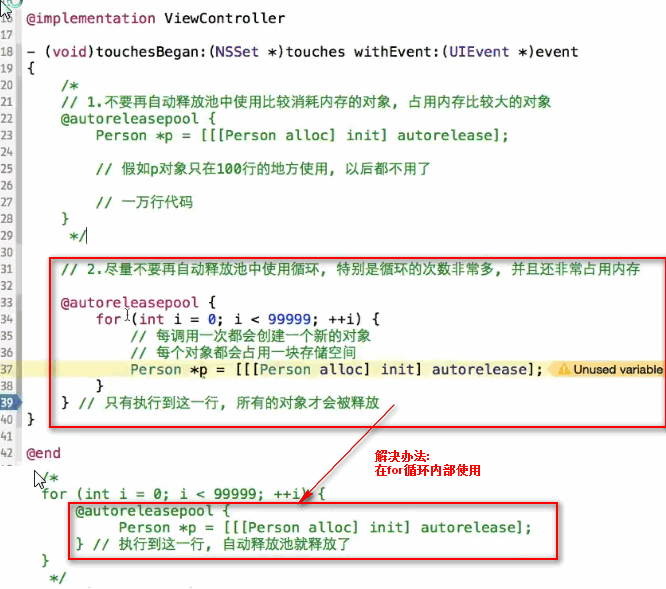 16 @implementation ViewController
17
18 - (void)touchesBegan:(NSSet *)touches withEvent:(UIEvent *)event
19 {
20 /*
21 // 1.不要再自动释放池中使用比较消耗内存的对象, 占用内存比较大的对象
22 @autoreleasepool {
23 Person *p = [[[Person alloc] init] autorelease];
24
25 // 假如p对象只在100行的地方使用, 以后都不用了
26
27 // 一万行代码
28 }
29 */
30
31 // 2.尽量不要再自动释放池中使用循环, 特别是循环的次数非常多, 并且还非常占用内存
32
33 @autoreleasepool {
34 for (int i = 0; i < 99999; ++i) {
35 // 每调用一次都会创建一个新的对象
36 // 每个对象都会占用一块存储空间
37 Person *p = [[[Person alloc] init] autorelease]; Unused variable
38 }
39 } // 只有执行到这一行, 所有的对象才会被释放
40 }
41
42 @end
解决办法:
在for循环内部使用
/*
for (int i = 0; i < 99999; ++i) {
@autoreleasepool {
Person *p = [[[Person alloc] init] autorelease];
} // 执行到这一行, 自动释放池就释放了
}
*/